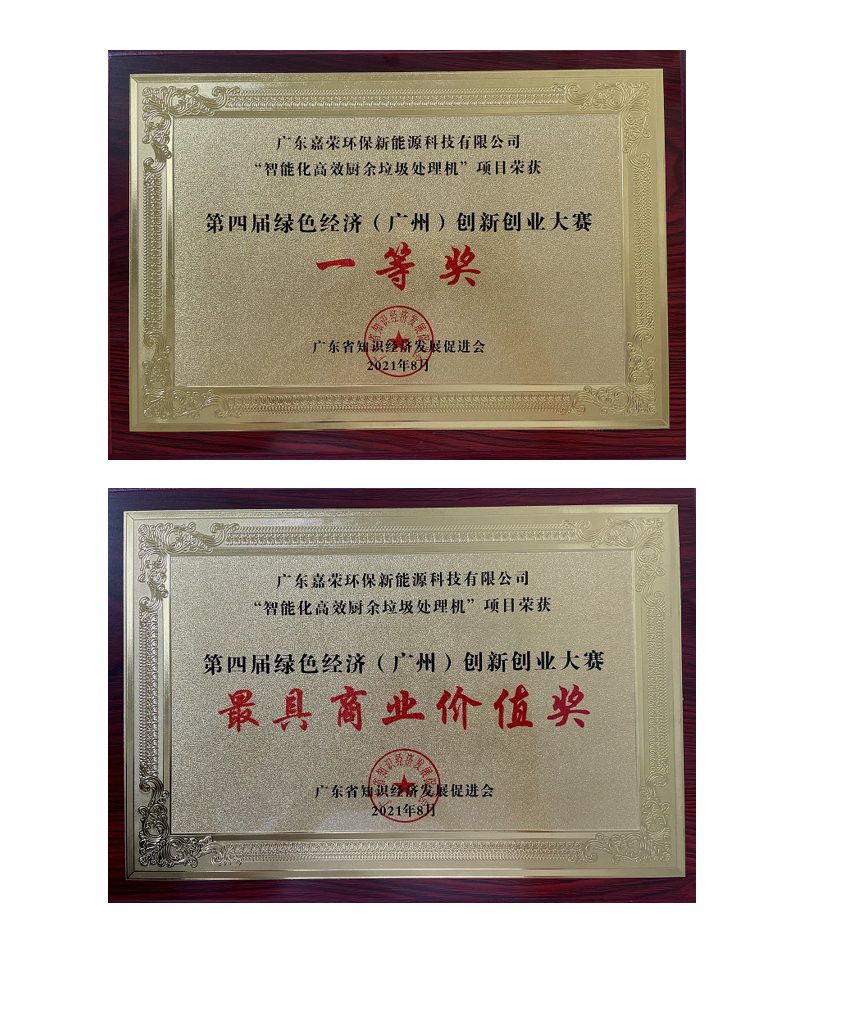 广东嘉荣环保新能源科技有限公司
“智能化高效厨余垃圾处理机”项目荣获
第四届绿色经济（广州）创新创业大赛
一等奖
广东省知识经济发展促进会
2021年8月
广东嘉荣环保新能源科技有限公司
“智能化高效厨余垃圾处理机”项目荣获
第四届绿色经济（广州）创新创业大赛
最具商业价值奖
广东省知识经济发展促进会
2021年8月